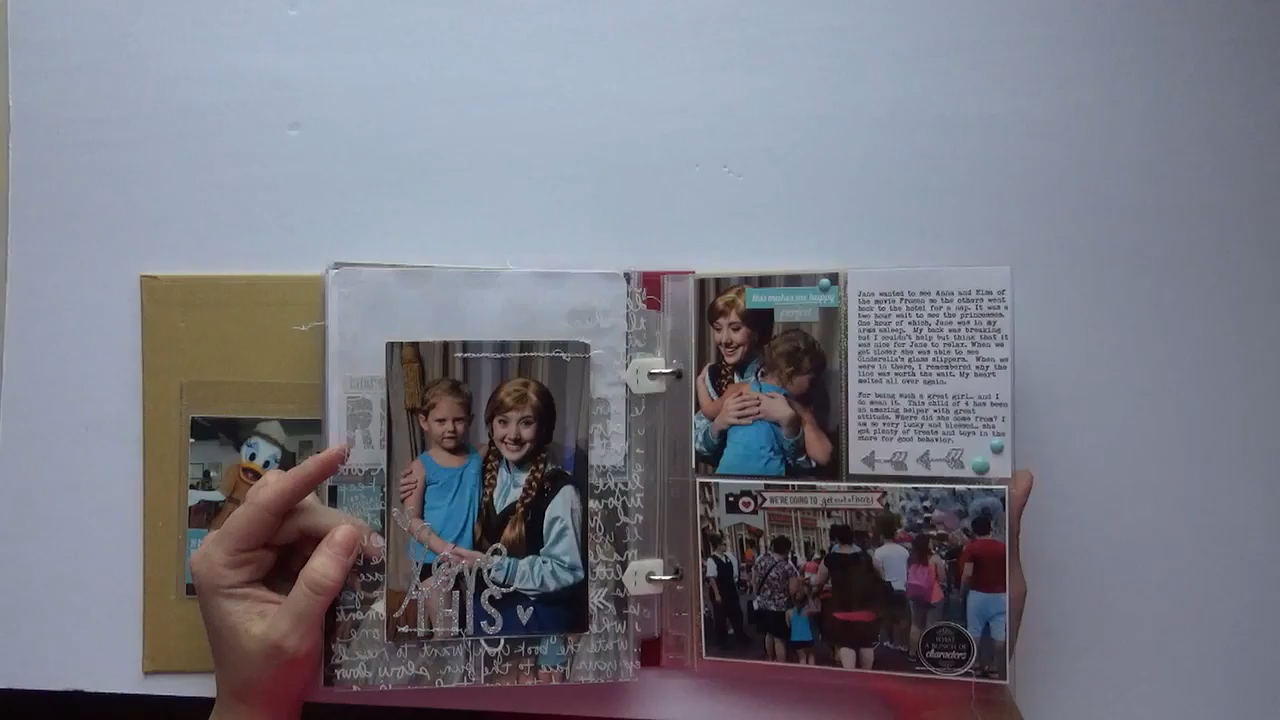 love
THIS
this makes me happy
perfect
Jane wanted to see Anna and Elsa of
the movie Frozen so the others went
back to the hotel for a nap. It was a
two hour wait to see the princesses.
One hour of which, Jane was in my
arms asleep. My back was breaking
but I couldn't help but think that it
was nice for Jane to relax. When we
got closer she was able to see
Cinderella's glass slippers. When we
were in there, I remembered why the
line was worth the wait. My heart
melted all over again.
For being such a great girl... and I
do mean it. This child of 4 has been
an amazing helper with great
attitude. Where did she come from? I
am so very lucky and blessed... she
got plenty of treats and toys in the
store for good behavior.
WE'RE GOING TO get out of here!
WHAT
A BUNCH OF
characters